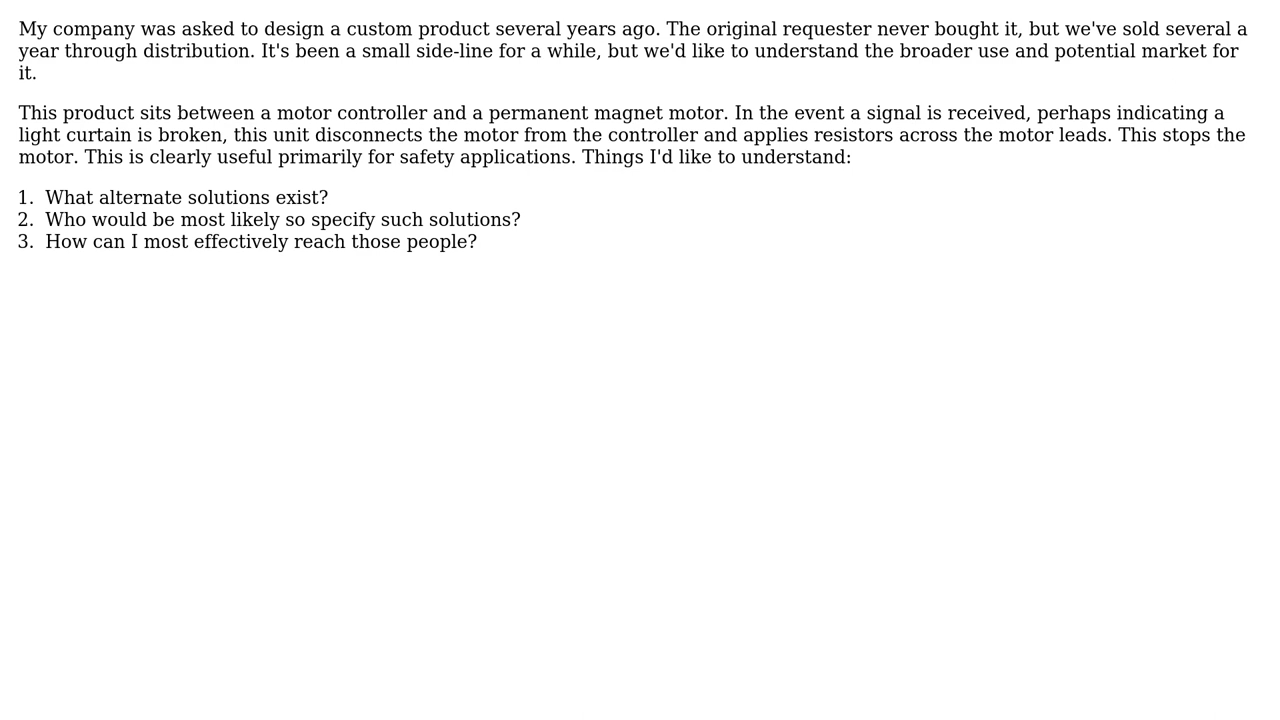 My company was asked to design a custom product several years ago. The original requester never bought it, but we've sold several a
year through distribution. It's been a small side-line for a while, but we'd like to understand the broader use and potential market for
it.
This product sits between a motor controller and a permanent magnet motor. In the event a signal is received, perhaps indicating a
light curtain is broken, this unit disconnects the motor from the controller and applies resistors across the motor leads. This stops the
motor. This is clearly useful primarily for safety applications. Things I'd like to understand:
1. What alternate solutions exist?
2. Who would be most likely so specify such solutions?
3. How can I most effectively reach those people?